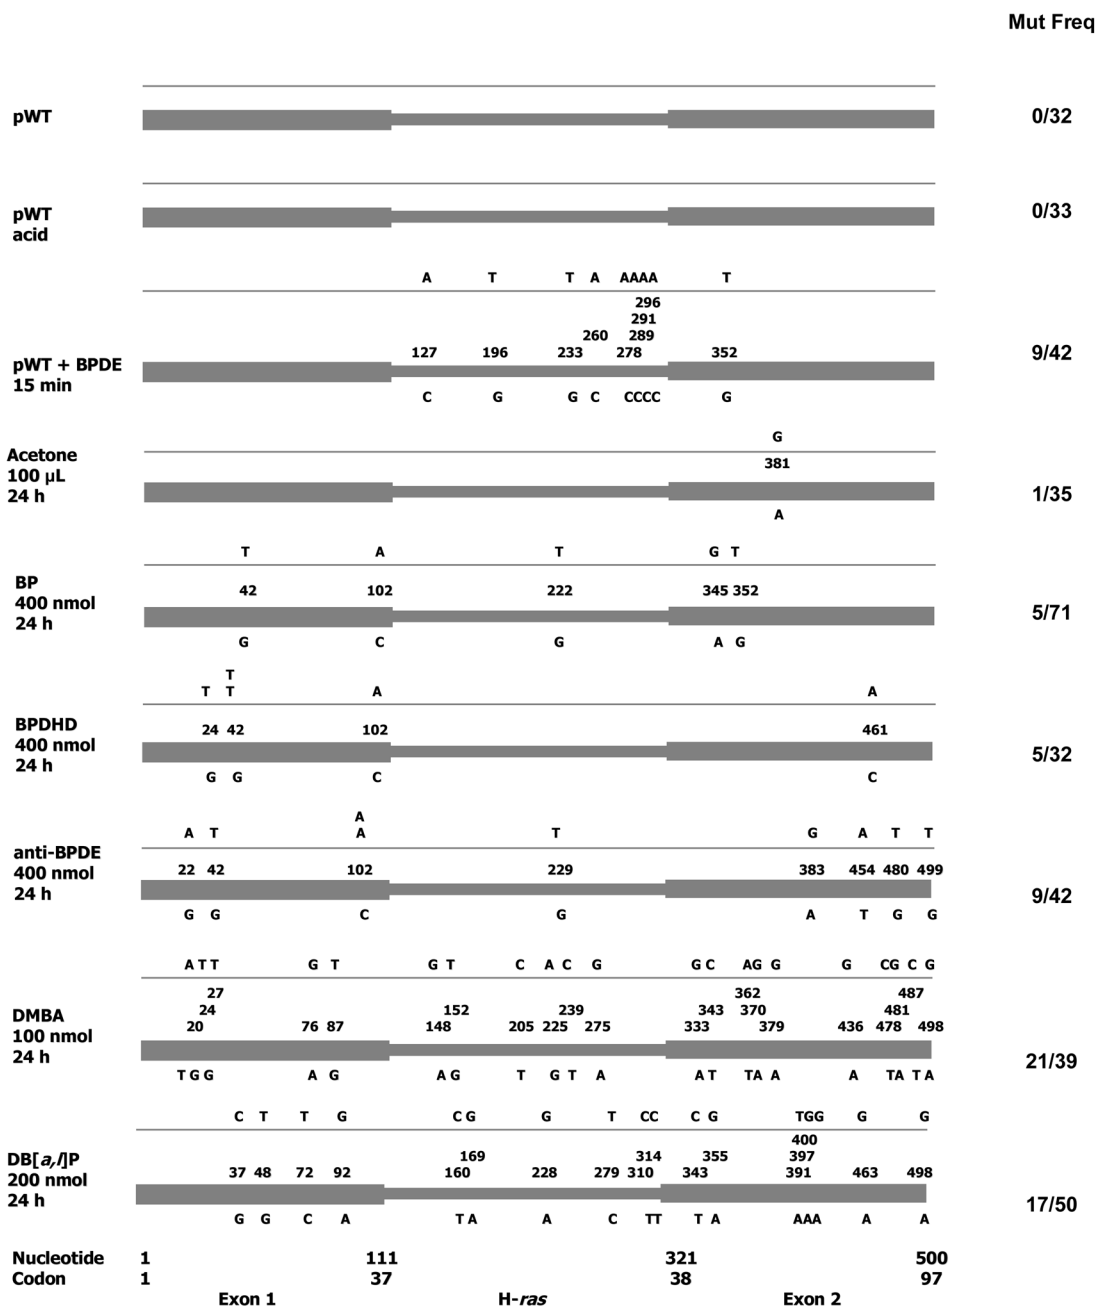 Mut Freq
pWT
0/32
pWT
acid
0/33
A T T A AAAA T
296
291
260 289
127 196 233 278 352
pWT + BPDE
15 min
9/42
C G G C CCCC G
G
Acetone
100 µL
24 h
381
1/35
A
T A T G T
BP
400 nmol
24 h
42 102 222 345 352
5/71
G C G A G
T
T T A A
BPDHD
400 nmol
24 h
24 42 102 461
5/32
G G C C
A
A T A T G A T T
anti-BPDE
400 nmol
24 h
22 42 102 229 383 454 480 499
9/42
G G C G A T G G
A T T G T G T C A C G G C AG G G CG C G
27 362 487
24 152 239 343 370 481
20 76 87 148 205 225 275 333 379 436 478 498
DMBA
100 nmol
24 h
21/39
T G G A G A G T G T A A T TA A A TA T A
C T T G C G G T CC C G TGG G G
400
169 314 355 397
37 48 72 92 160 228 279 310 343 391 463 498
DB[a,l]P
200 nmol
24 h
17/50
G G C A T A A C TT T A AAA A A
Nucleotide 1 111 321 500
Codon 1 37 38 97
Exon 1 H-ras Exon 2